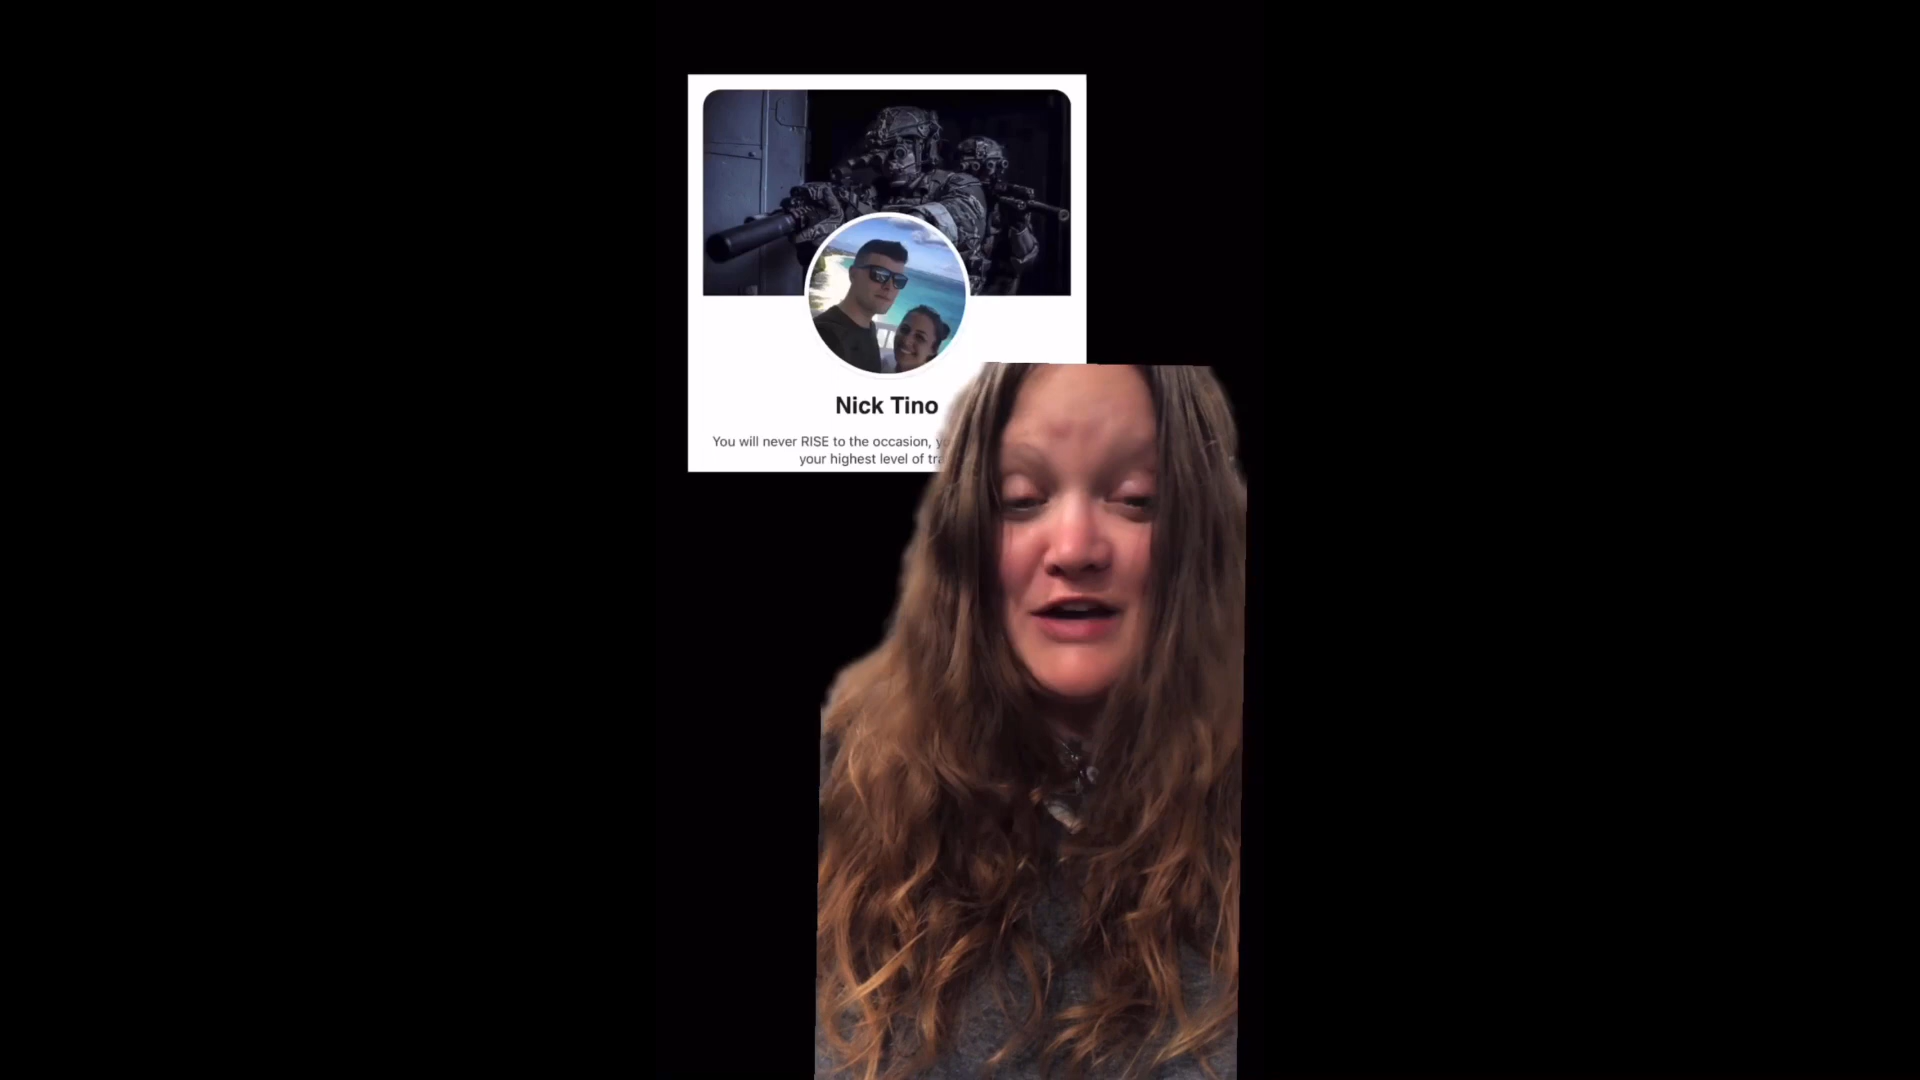 Nick Tino
You will never RISE to the occasion,
your highest level of